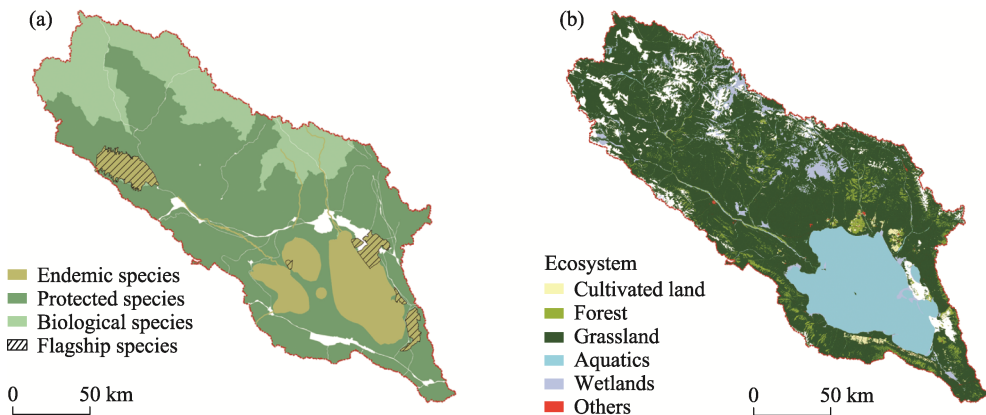 (a)
Endemic species
Protected species
Biological species
Flagship species
0 50 km
(b)
Ecosystem
Cultivated land
Forest
Grassland
Aquatics
Wetlands
Others
0 50 km